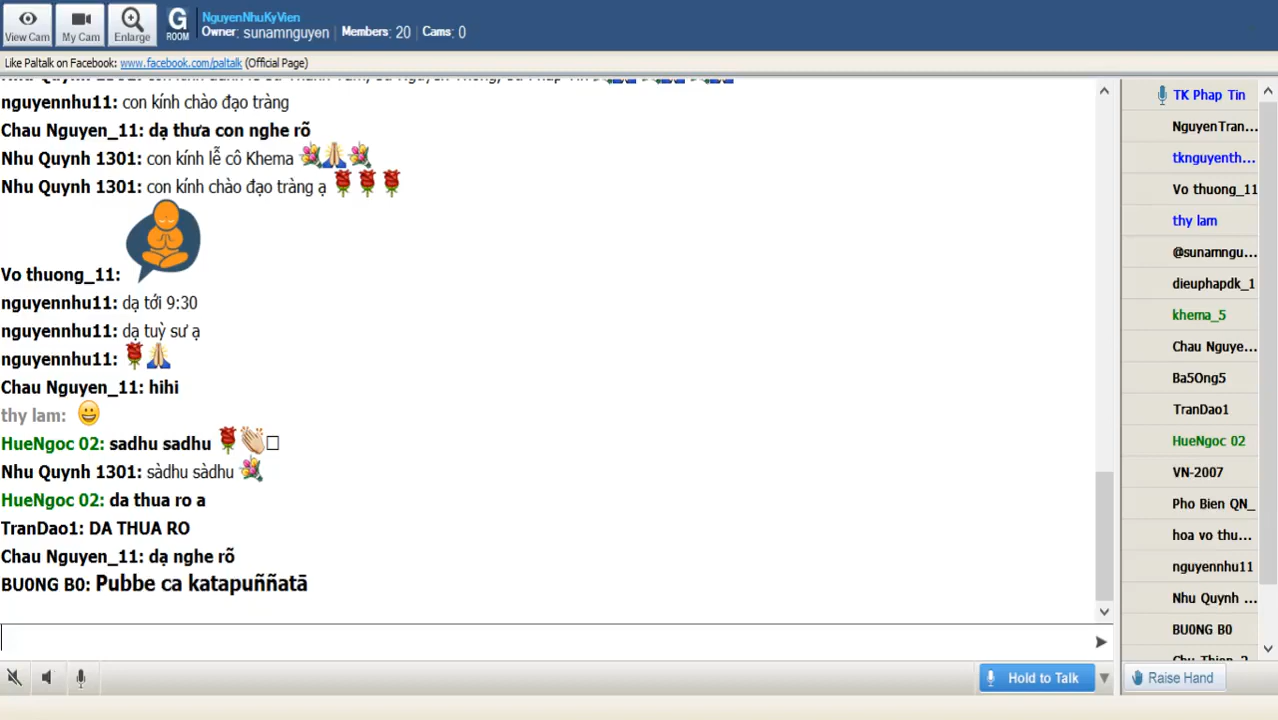 View Cam
My Cam
Enlarge
G
ROOM
NguyenNhuKyVien
Owner: sunamnguyen Members: 20 Cams: 0
Like Paltalk on Facebook: www.facebook.com/paltalk (Official Page)
nguyennhu11: con kính chào đạo tràng
Chau Nguyen_11: dạ thưa con nghe rõ
Nhu Quynh 1301: con kính lễ cô Khema
Nhu Quynh 1301: con kính chào đạo tràng ạ
Vo thuong_11:
nguyennhu11: dạ tới 9:30
nguyennhu11: dạ tuỳ sư ạ
nguyennhu11:
Chau Nguyen_11: hihi
thy lam:
HueNgoc 02: sadhu sadhu
Nhu Quynh 1301: sàdhu sàdhu
HueNgoc 02: da thua ro a
TranDao1: DA THUA RO
Chau Nguyen_11: dạ nghe rõ
BU0NG B0: Pubbe ca katapuññatā
Hold to Talk
TK Phap Tin
NguyenTran...
tknguyenth...
Vo thuong_11
thy lam
@sunamngu...
dieuphapdk_1
khema_5
Chau Nguye...
Ba5Ong5
TranDao1
HueNgoc 02
VN-2007
Pho Bien QN_
hoa vo thu...
nguyennhu11
Nhu Quynh ...
BU0NG B0
Raise Hand